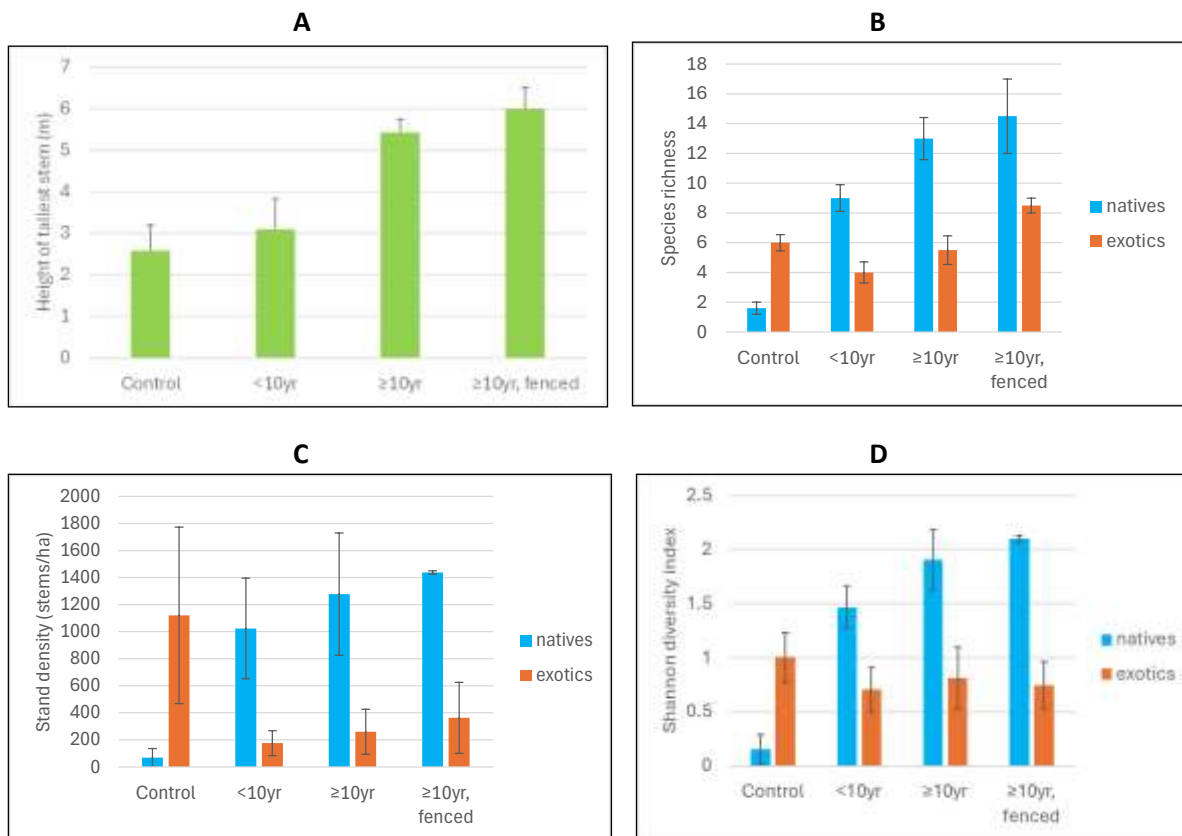 A
7
6
5
4
3
2
1
0
Height of tallest stem (m)
Control
<10yr
≥10yr
≥10yr, fenced
B
18
16
14
12
10
8
6
4
2
0
Species richness
Control
<10yr
≥10yr
≥10yr,
fenced
natives
exotics
C
2000
1800
1600
1400
1200
1000
800
600
400
200
0
Stand density (stems/ha)
Control
<10yr
≥10yr
≥10yr,
fenced
natives
exotics
D
2.5
2
1.5
1
0.5
0
Shannon diversity index
Control
<10yr
≥10yr
≥10yr,
fenced
natives
exotics